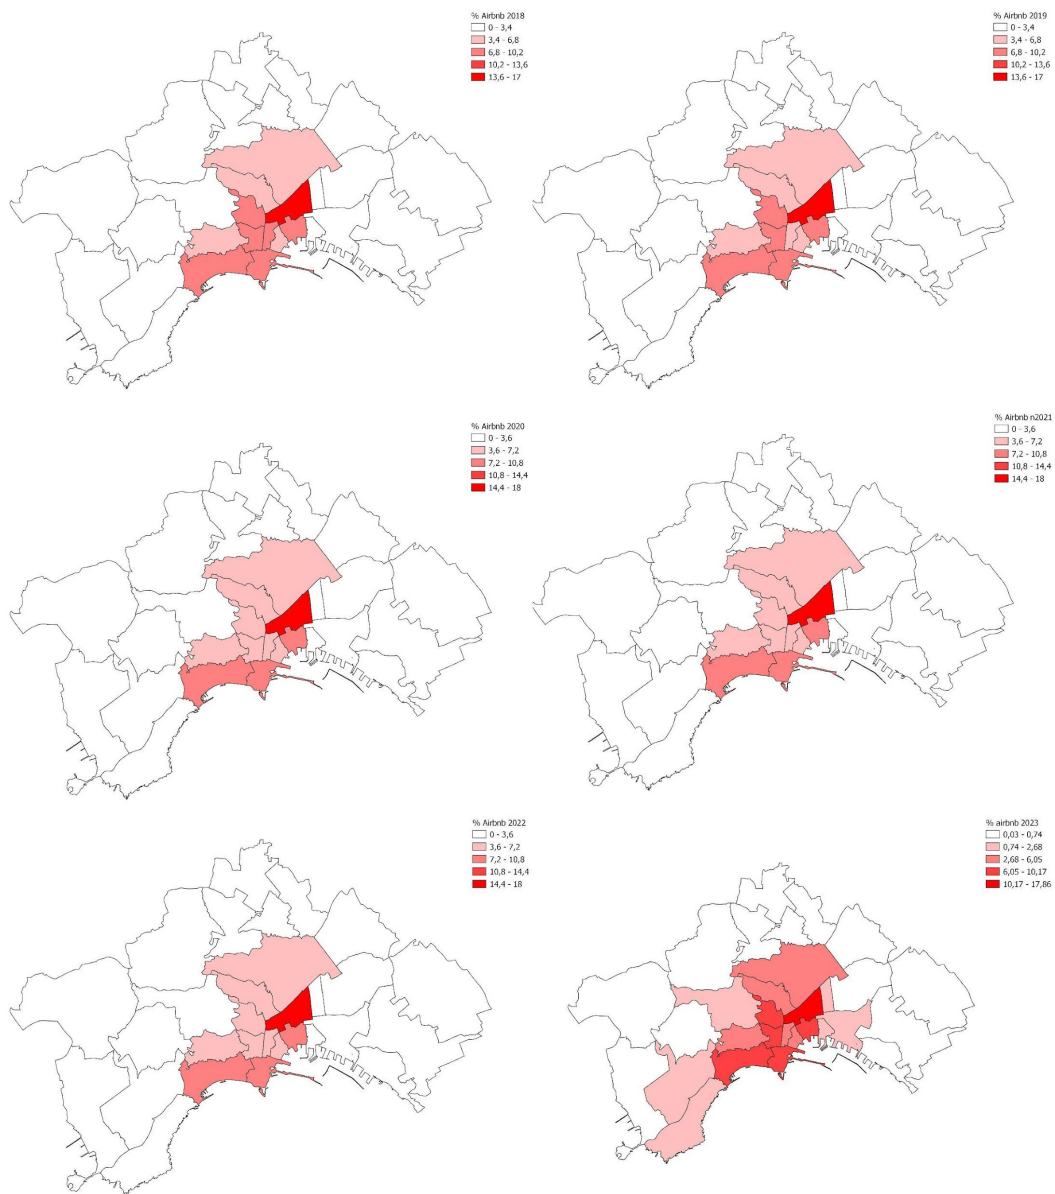 % Airbnb 2018
0 - 3,4
3,4 - 6,8
6,8 - 10,2
10,2 - 13,6
13,6 - 17
% Airbnb 2019
0 - 3,4
3,4 - 6,8
6,8 - 10,2
10,2 - 13,6
13,6 - 17
% Airbnb 2020
0 - 3,6
3,6 - 7,2
7,2 - 10,8
10,8 - 14,4
14,4 - 18
% Airbnb n2021
0 - 3,6
3,6 - 7,2
7,2 - 10,8
10,8 - 14,4
14,4 - 18
% Airbnb 2022
0 - 3,6
3,6 - 7,2
7,2 - 10,8
10,8 - 14,4
14,4 - 18
% airbnb 2023
0,03 - 0,74
0,74 - 2,68
2,68 - 6,05
6,05 - 10,17
10,17 - 17,86